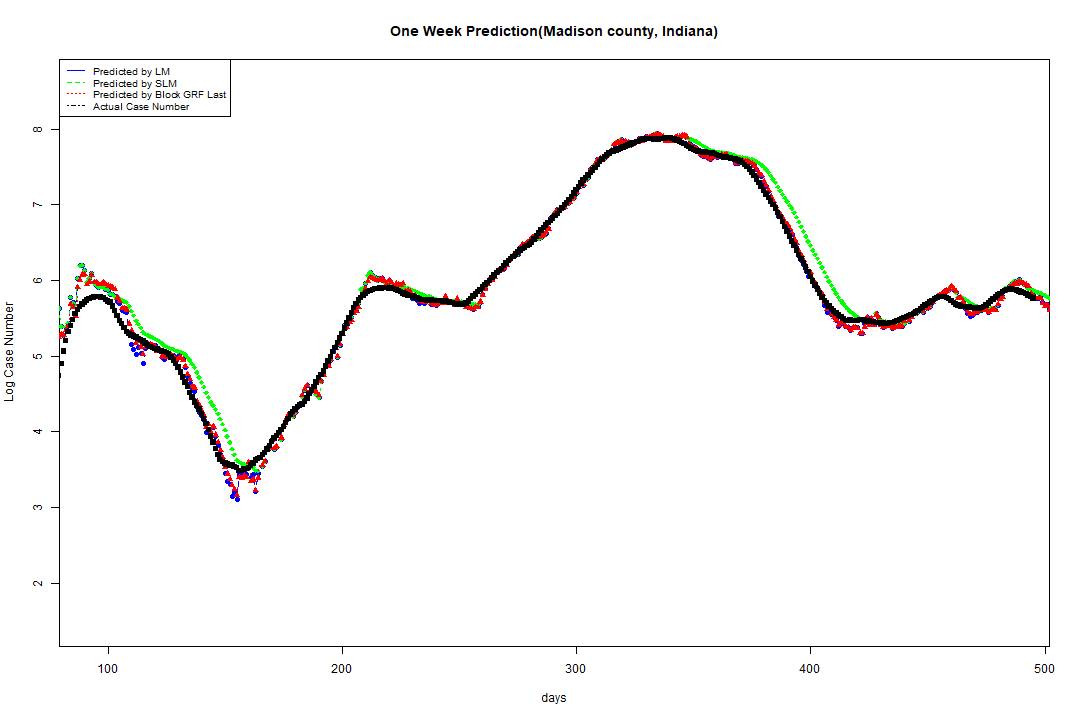 One Week Prediction(Madison county, Indiana)
Predicted by LM
Predicted by SLM
Predicted by Block GRF Last
Actual Case Number
8
7
6
5
4
3
2
Log Case Number
100 200 300 400 500
days